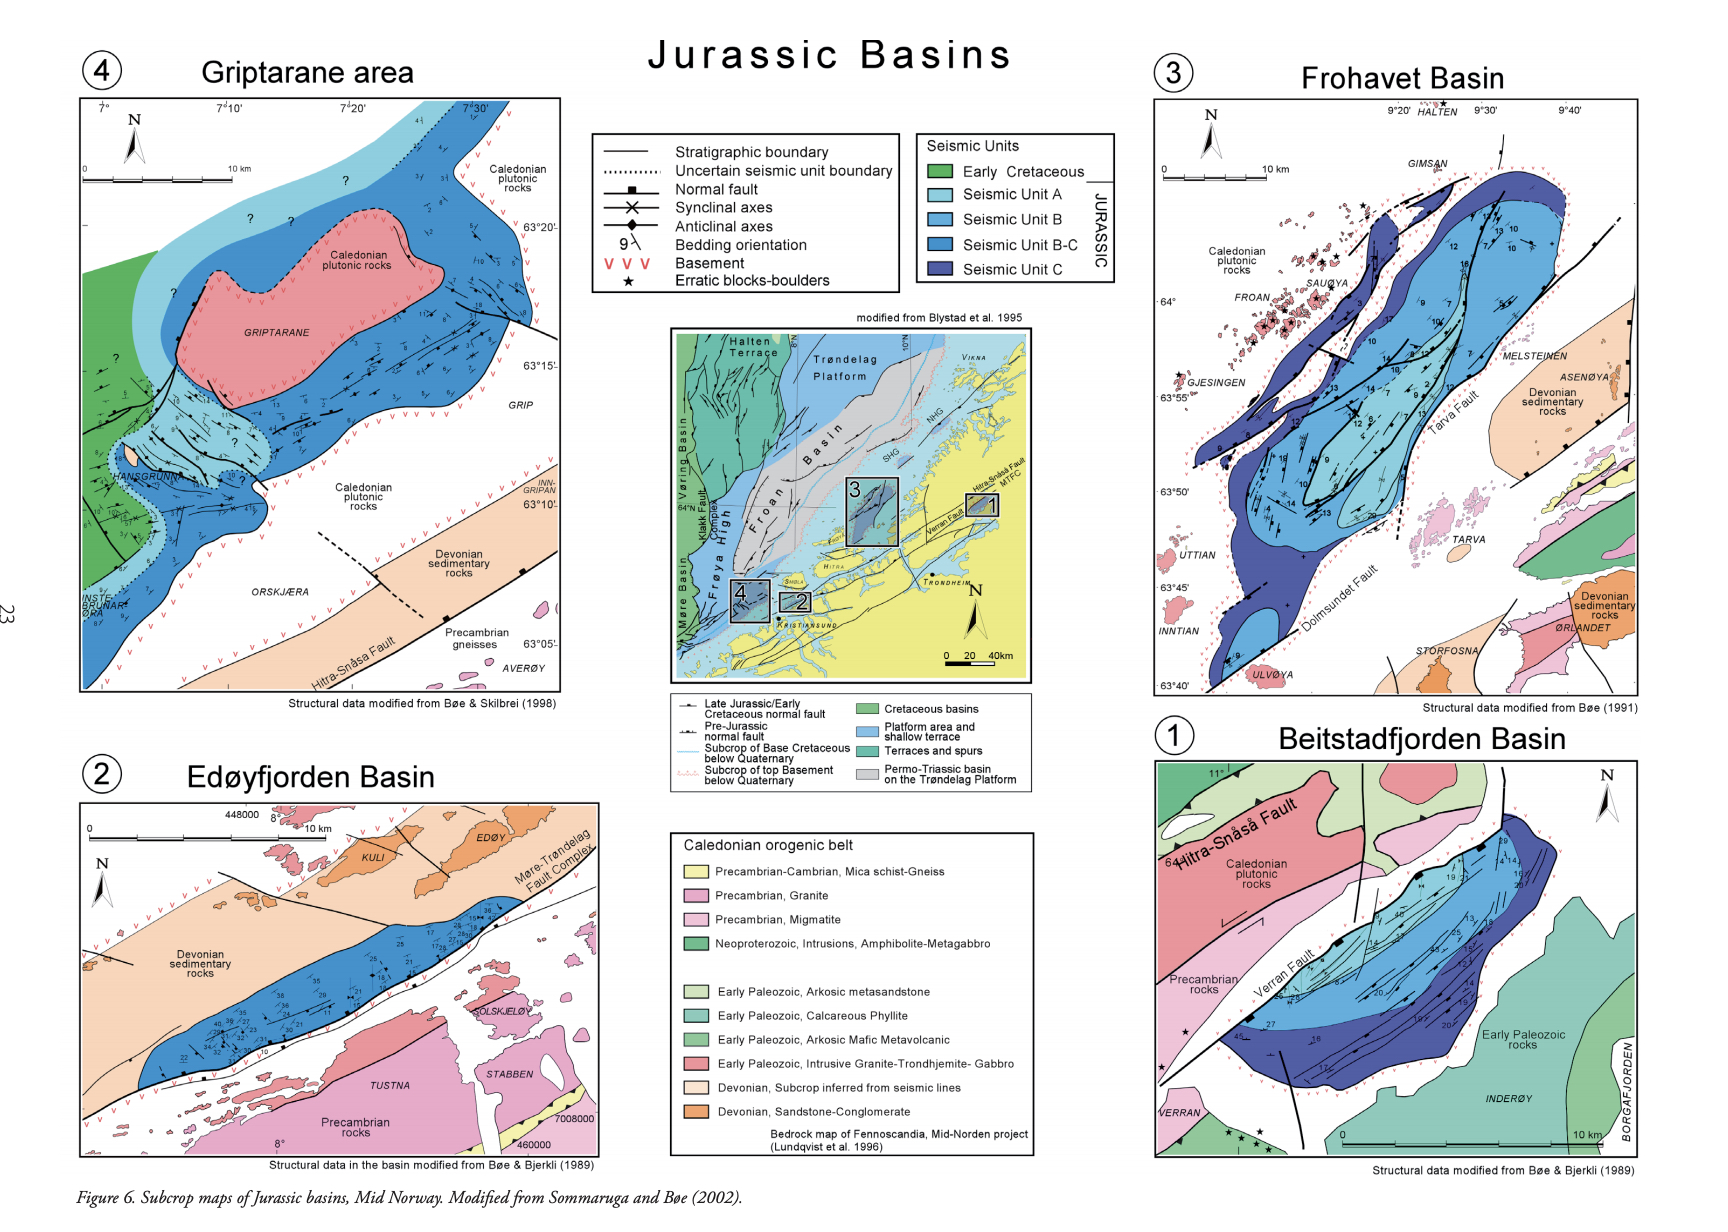 Jurassic Basins
4
Griptarane area
7°
7°10'
7°20'
7°30'
N
0
10 km
Caledonian
plutonic
rocks
?
?
?
63°20'
Caledonian
plutonic rocks
?
GRIPTARANE
?
63°15'
GRIP
?
HANSGRUNN
?
Caledonian
plutonic
rocks
INN-
GRIPAN
63°10'
Devonian
sedimentary
rocks
ORSKJÆRA
INSTE
BRUNAR-
ØRA
Precambrian
gneisses
63°05'
Hitra-Snåsa Fault
AVERØY
Structural data modified from Bøe & Skilbrei (1998)
23
Stratigraphic boundary
Uncertain seismic unit boundary
Normal fault
Synclinal axes
Anticlinal axes
9
Bedding orientation
v v v
Basement
Erratic blocks-boulders
Seismic Units
Early Cretaceous
Seismic Unit A
Seismic Unit B
Seismic Unit B-C
Seismic Unit C
JURASSIC
modified from Blystad et al. 1995
Halten
Terrace
8°N
Trøndelag
Platform
10°N
VIKNA
NHG
SHG
Froan Basin
Vøring Basin
Klakk Fault
Complex
64°N
Frøya High
Møre Basin
3
1
Hitra-Snåså Fault
MTFC
Verran Fault
FRØYA
HITRA
SMØLA
TRONDHEIM
4
2
KRISTIANSUND
N
0 20 40km
Late Jurassic/Early
Cretaceous normal fault
Pre-Jurassic
normal fault
Subcrop of Base Cretaceous
below Quaternary
Subcrop of top Basement
below Quaternary
Cretaceous basins
Platform area and
shallow terrace
Terraces and spurs
Permo-Triassic basin
on the Trøndelag Platform
Caledonian orogenic belt
Precambrian-Cambrian, Mica schist-Gneiss
Precambrian, Granite
Precambrian, Migmatite
Neoproterozoic, Intrusions, Amphibolite-Metagabbro
Early Paleozoic, Arkosic metasandstone
Early Paleozoic, Calcareous Phyllite
Early Paleozoic, Arkosic Mafic Metavolcanic
Early Paleozoic, Intrusive Granite-Trondhjemite- Gabbro
Devonian, Subcrop inferred from seismic lines
Devonian, Sandstone-Conglomerate
Bedrock map of Fennoscandia, Mid-Norden project
(Lundqvist et al. 1996)
3
Frohavet Basin
9°20'
9°30'
9°40'
HALTEN
N
0
10 km
GIMSAN
Caledonian
plutonic
rocks
SAUØYA
FROAN
64°
MELSTEINEN
GJESINGEN
ASENØYA
Devonian
sedimentary
rocks
63°55'
Tarva Fault
63°50'
TARVA
UTTIAN
63°45'
Dolmsundet Fault
Devonian
sedimentary
rocks
INNTIAN
ØRLANDET
STORFOSNA
ULVØYA
63°40'
Structural data modified from Bøe (1991)
2
Edøyfjorden Basin
448000
8°
0
10 km
N
KULI
EDØY
Møre-Trøndelag
Fault Complex
Devonian
sedimentary
rocks
SOLSKJELØY
TUSTNA
STABBEN
Precambrian
rocks
7008000
8°
460000
Structural data in the basin modified from Bøe & Bjerkli (1989)
1
Beitstadfjorden Basin
11°
N
Hitra-Snåså Fault
64°
Caledonian
plutonic
rocks
Precambrian
rocks
Verran Fault
Early Paleozoic
rocks
INDERØY
VERRAN
BORGAFJORDEN
0
10 km
Structural data modified from Bøe & Bjerkli (1989)
Figure 6. Subcrop maps of Jurassic basins, Mid Norway. Modified from Sommaruga and Bøe (2002).